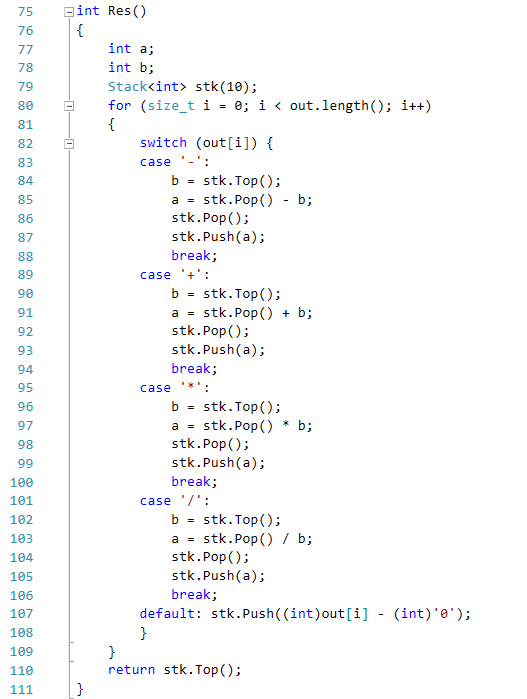 75 int Res()
76 {
77     int a;
78     int b;
79     Stack<int> stk(10);
80     for (size_t i = 0; i < out.length(); i++)
81     {
82         switch (out[i]) {
83         case '-':
84             b = stk.Top();
85             a = stk.Pop() - b;
86             stk.Pop();
87             stk.Push(a);
88             break;
89         case '+':
90             b = stk.Top();
91             a = stk.Pop() + b;
92             stk.Pop();
93             stk.Push(a);
94             break;
95         case '*':
96             b = stk.Top();
97             a = stk.Pop() * b;
98             stk.Pop();
99             stk.Push(a);
100             break;
101         case '/':
102             b = stk.Top();
103             a = stk.Pop() / b;
104             stk.Pop();
105             stk.Push(a);
106             break;
107         default: stk.Push((int)out[i] - (int)'0');
108         }
109     }
110     return stk.Top();
111 }